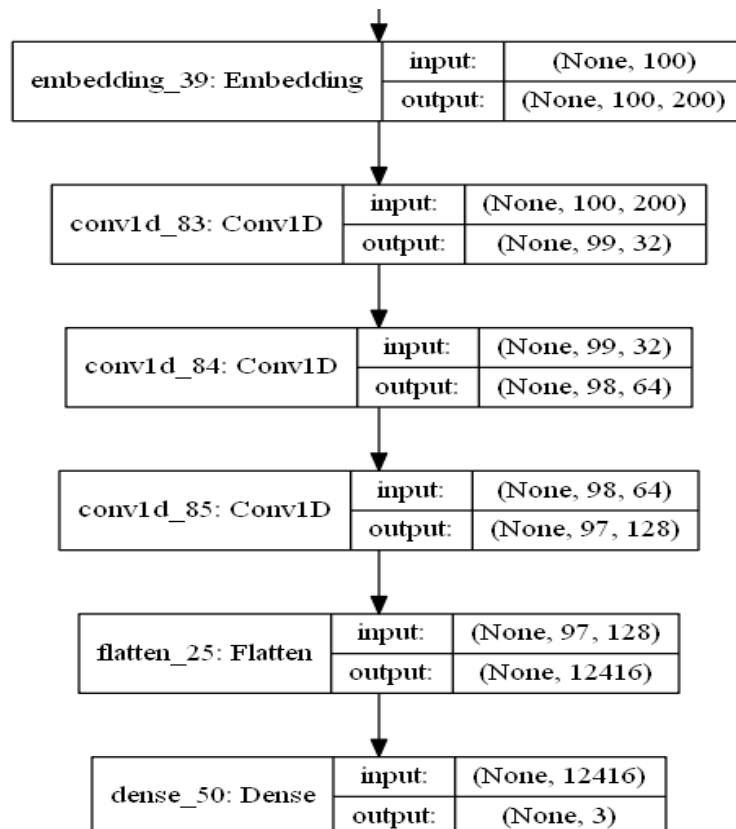 embedding_39: Embedding
input: (None, 100)
output: (None, 100, 200)
conv1d_83: Conv1D
input: (None, 100, 200)
output: (None, 99, 32)
conv1d_84: Conv1D
input: (None, 99, 32)
output: (None, 98, 64)
conv1d_85: Conv1D
input: (None, 98, 64)
output: (None, 97, 128)
flatten_25: Flatten
input: (None, 97, 128)
output: (None, 12416)
dense_50: Dense
input: (None, 12416)
output: (None, 3)